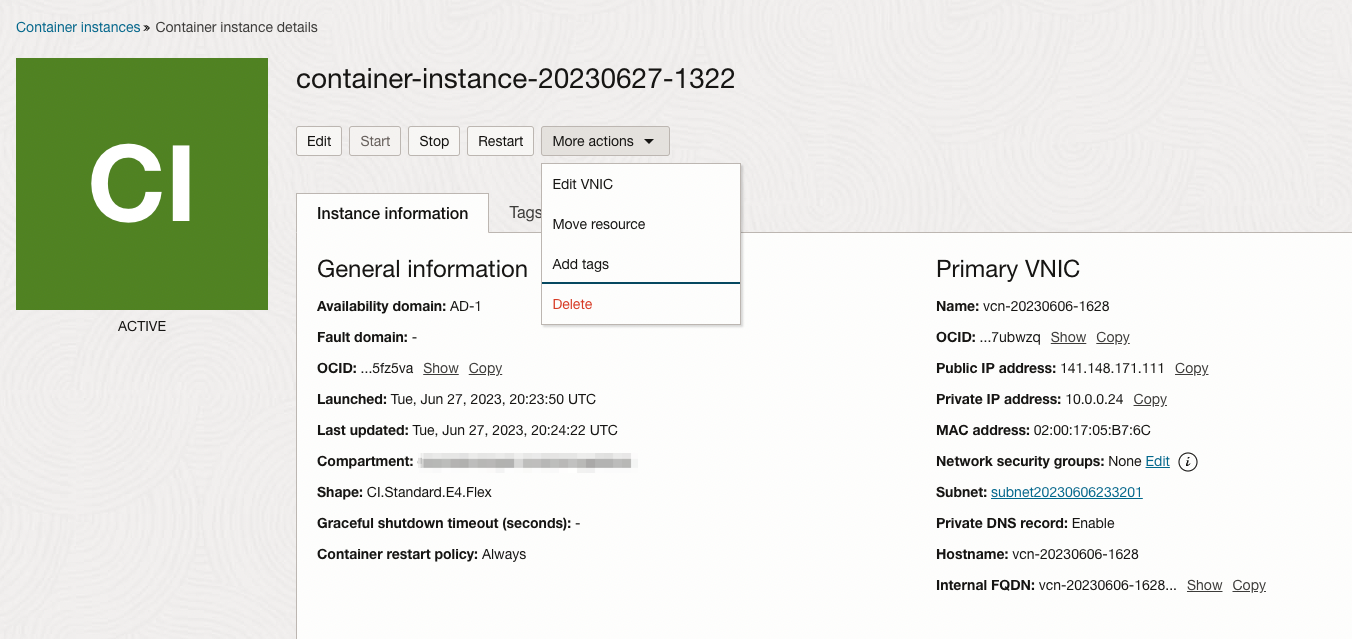 Container instances » Container instance details
CI
ACTIVE
container-instance-20230627-1322
Edit Start Stop Restart More actions
Edit VNIC
Move resource
Add tags
Delete
Instance information Tags
General information
Availability domain: AD-1
Fault domain: -
OCID: ...5fz5va Show Copy
Launched: Tue, Jun 27, 2023, 20:23:50 UTC
Last updated: Tue, Jun 27, 2023, 20:24:22 UTC
Compartment:
Shape: CI.Standard.E4.Flex
Graceful shutdown timeout (seconds): -
Container restart policy: Always
Primary VNIC
Name: vcn-20230606-1628
OCID: ...7ubwzq Show Copy
Public IP address: 141.148.171.111 Copy
Private IP address: 10.0.0.24 Copy
MAC address: 02:00:17:05:B7:6C
Network security groups: None Edit i
Subnet: subnet20230606233201
Private DNS record: Enable
Hostname: vcn-20230606-1628
Internal FQDN: vcn-20230606-1628... Show Copy